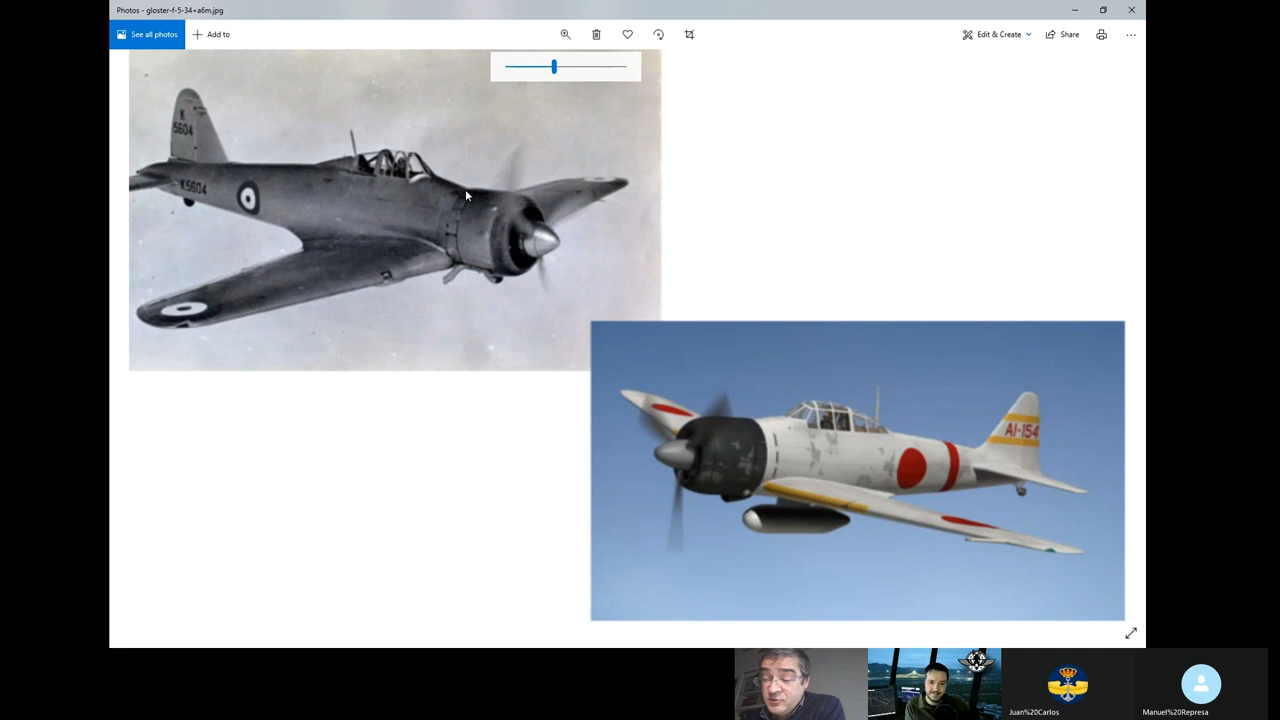 Photos - gloster-f-5-34+a6m.jpg
See all photos
Add to
Edit & Create
Share
K
5604
K5604
AI-154
Juan%20Carlos
Manuel%20Represa